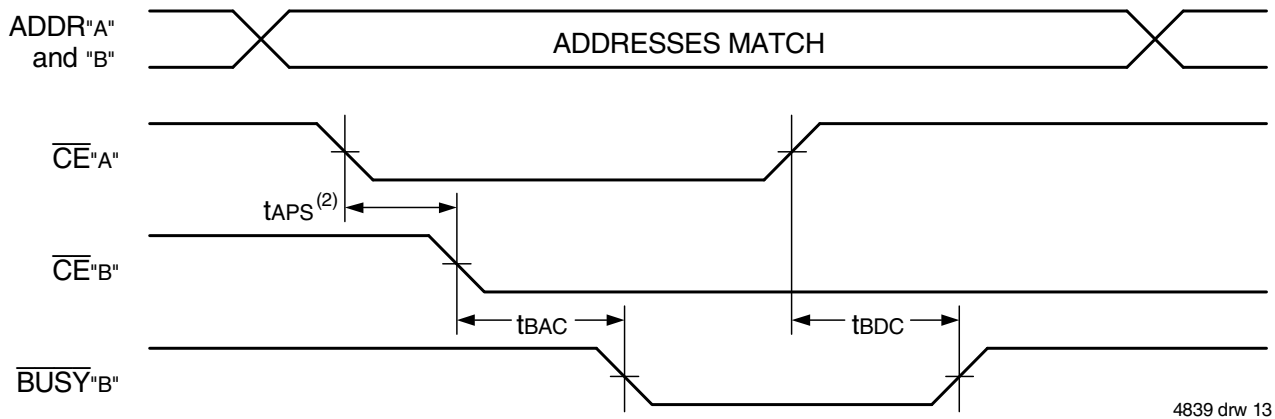 ADDR"A"
and "B"
ADDRESSES MATCH
CE"A"
tAPS(2)
CE"B"
tBAC
tBDC
BUSY"B"
4839 drw 13